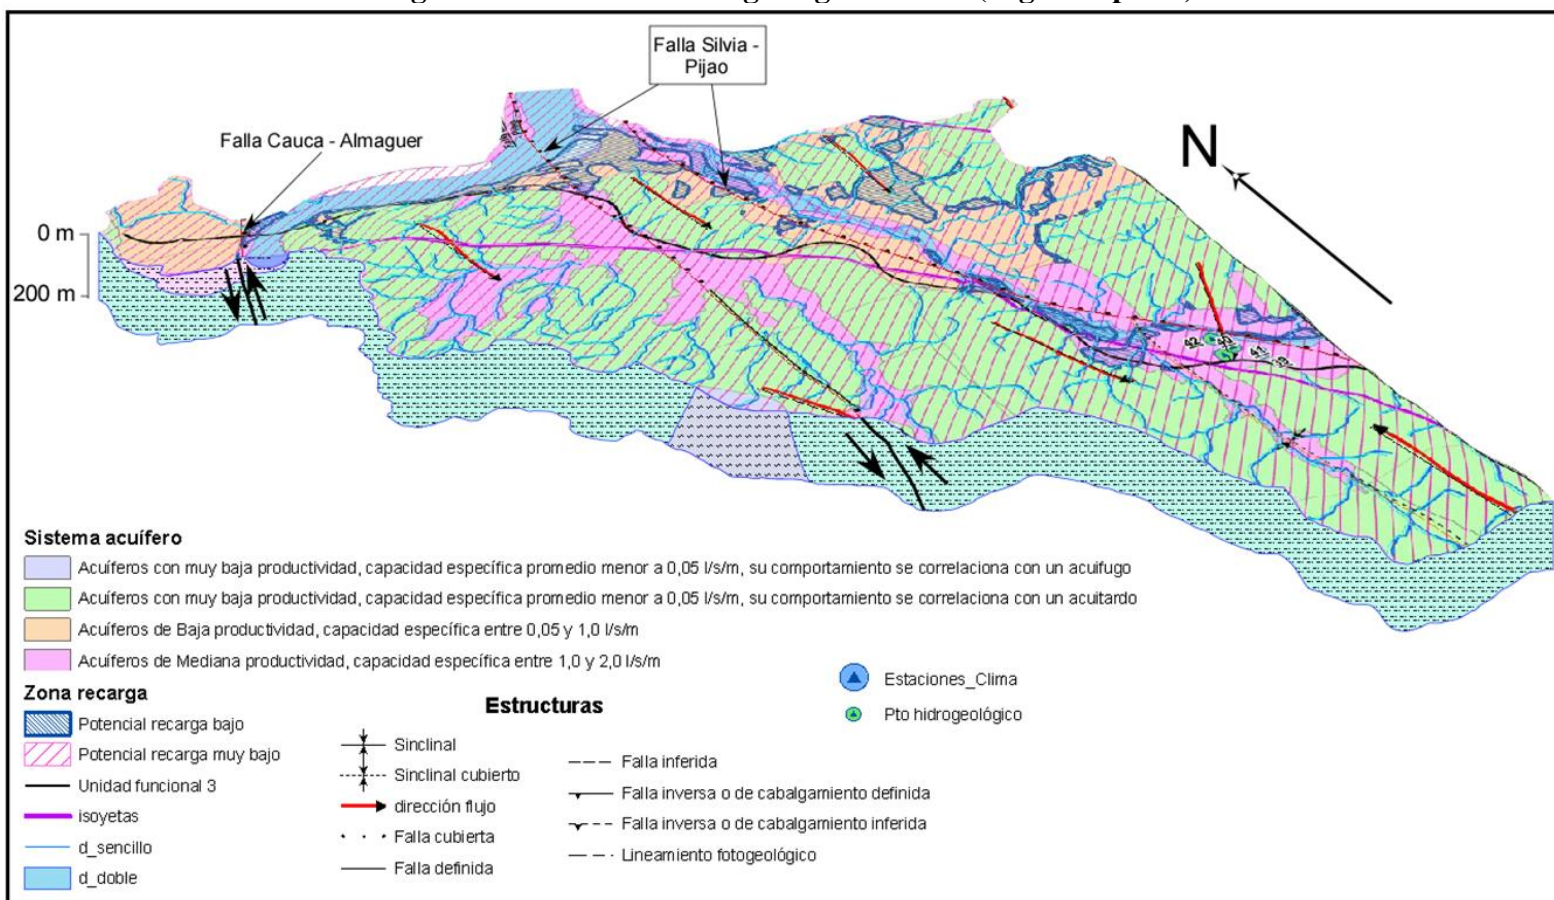 Falla Silvia -
Pijao
Falla Cauca - Almaguer
N
0 m
200 m
42
41
Sistema acuífero
Acuíferos con muy baja productividad, capacidad específica promedio menor a 0,05 l/s/m, su comportamiento se correlaciona con un acuifugo
Acuíferos con muy baja productividad, capacidad específica promedio menor a 0,05 l/s/m, su comportamiento se correlaciona con un acuitardo
Acuíferos de Baja productividad, capacidad específica entre 0,05 y 1,0 l/s/m
Acuíferos de Mediana productividad, capacidad específica entre 1,0 y 2,0 l/s/m
Zona recarga
Potencial recarga bajo
Potencial recarga muy bajo
Unidad funcional 3
isoyetas
d_sencillo
d_doble
Estructuras
Sinclinal
Sinclinal cubierto
dirección flujo
Falla cubierta
Falla definida
Falla inferida
Falla inversa o de cabalgamiento definida
Falla inversa o de cabalgamiento inferida
Lineamiento fotogeológico
Estaciones_Clima
Pto hidrogeológico